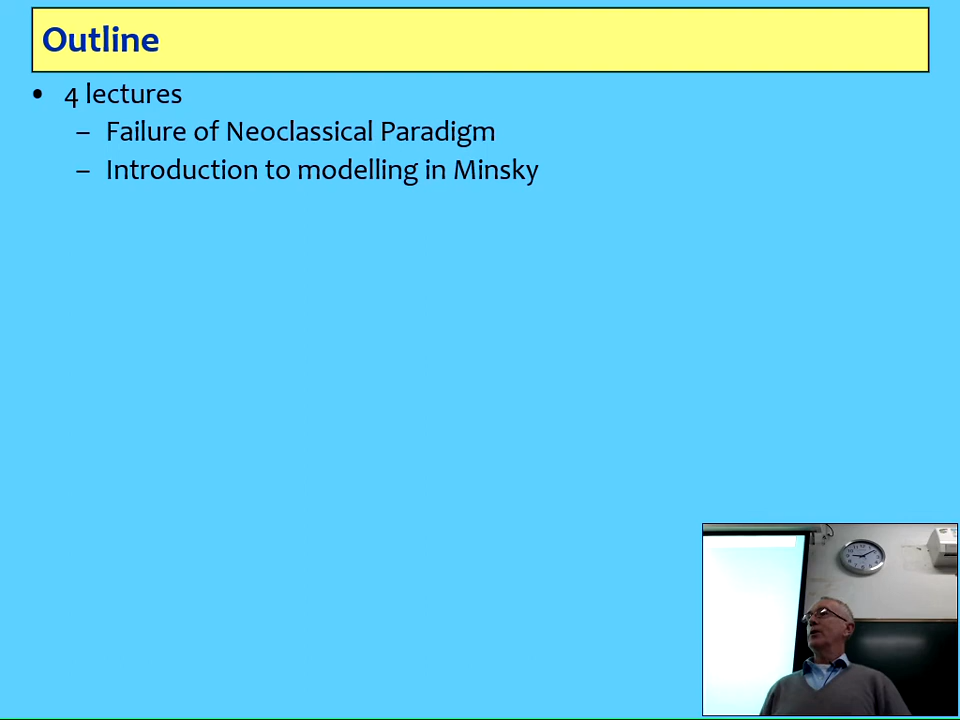 Outline
• 4 lectures
– Failure of Neoclassical Paradigm
– Introduction to modelling in Minsky